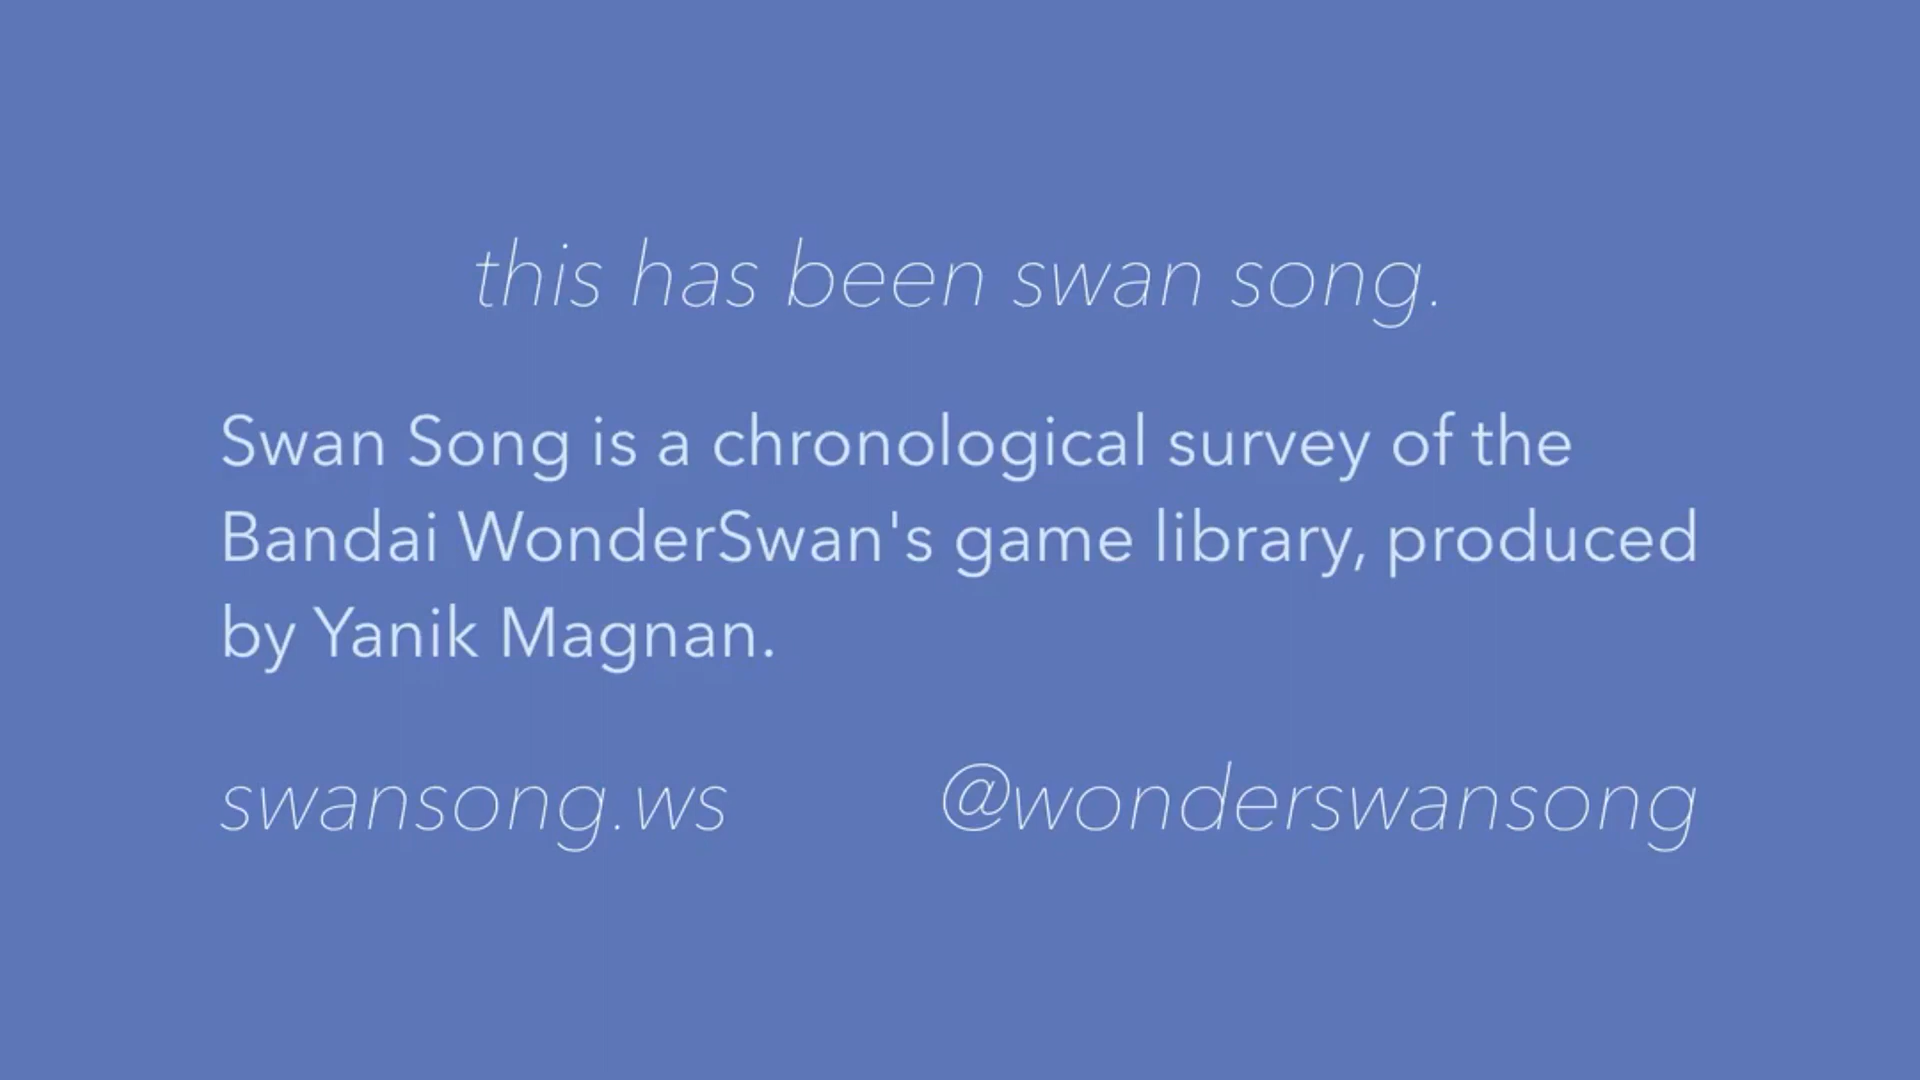 this has been swan song.
Swan Song is a chronological survey of the
Bandai WonderSwan's game library, produced
by Yanik Magnan.
swansong.ws
@wonderswansong